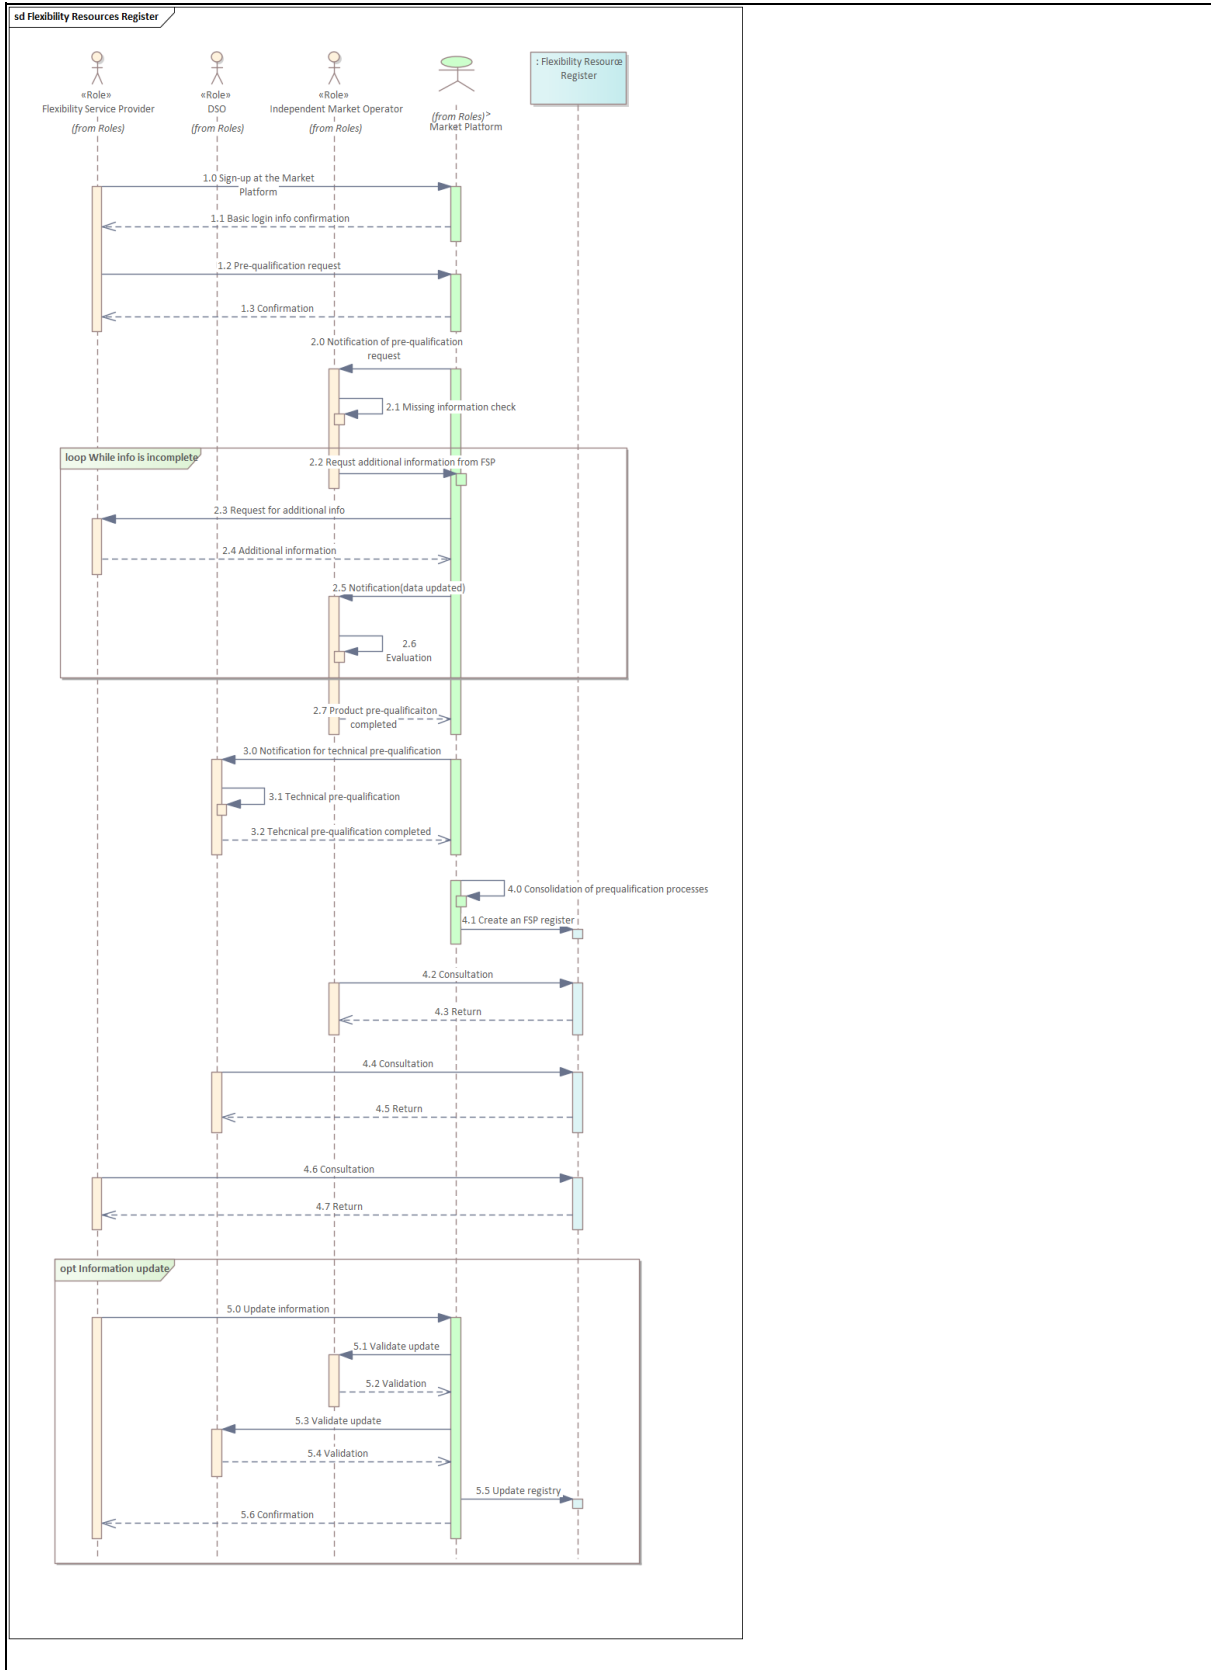 sd Flexibility Resources Register
«Role»
Flexibility Service Provider
(from Roles)
«Role»
DSO
(from Roles)
«Role»
Independent Market Operator
(from Roles)
(from Roles)>
Market Platform
: Flexibility Resource
Register
1.0 Sign-up at the Market
Platform
1.1 Basic login info confirmation
1.2 Pre-qualification request
1.3 Confirmation
2.0 Notification of pre-qualification
request
2.1 Missing information check
loop While info is incomplete
2.2 Requst additional information from FSP
2.3 Request for additional info
2.4 Additional information
2.5 Notification(data updated)
2.6
Evaluation
2.7 Product pre-qualificaiton
completed
3.0 Notification for technical pre-qualification
3.1 Technical pre-qualification
3.2 Tehcnical pre-qualification completed
4.0 Consolidation of prequalification processes
4.1 Create an FSP register
4.2 Consultation
4.3 Return
4.4 Consultation
4.5 Return
4.6 Consultation
4.7 Return
opt Information update
5.0 Update information
5.1 Validate update
5.2 Validation
5.3 Validate update
5.4 Validation
5.5 Update registry
5.6 Confirmation